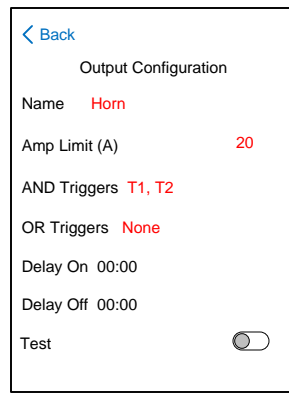 Back
Output Configuration
Name Horn
Amp Limit (A) 20
AND Triggers T1, T2
OR Triggers None
Delay On 00:00
Delay Off 00:00
Test